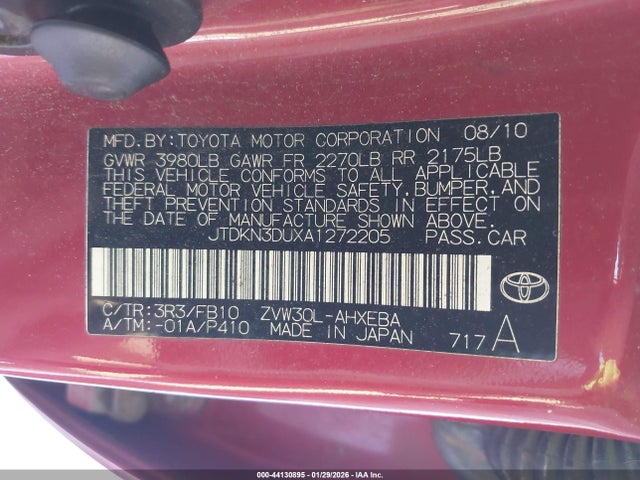 MFD.BY:TOYOTA MOTOR CORPORATION 08/10
GVWR 3980LB GAWR FR 2270LB RR 2175LB
THIS VEHICLE CONFORMS TO ALL APPLICABLE
FEDERAL MOTOR VEHICLE SAFETY,BUMPER,AND
THEFT PREVENTION STANDARDS IN EFFECT ON
THE DATE OF MANUFACTURE SHOWN ABOVE.
JTDKN3DUXA1272205 PASS.CAR
C/TR:3R3/FB10 ZVW30L-AHXEBA
A/TM:-01A/P410 MADE IN JAPAN 717 A
000-44130895 - 01/29/2026 - IAA, Inc.